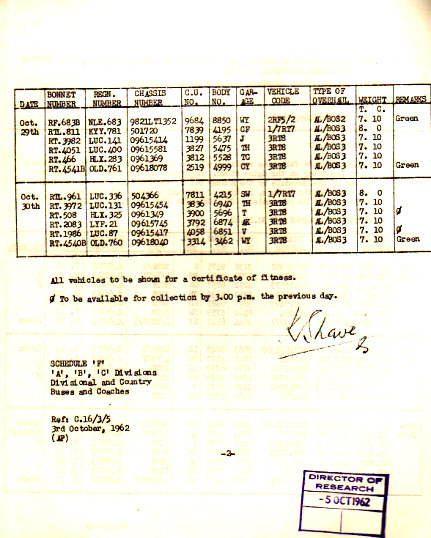 BONNET REGN. CHASSIS C.U. BODY GAR- VEHICLE TYPE OF WEIGHT REMARKS
DATE NUMBER NUMBER NUMBER NO. NO. AGE CODE OVERHAUL T. C.
Oct. RF.683B NLE.683 9821LT1352 9684 8850 WY 2RF5/2 AL/BOS2 7. 10 Green
29th RTL.811 KYY.781 501720 7839 4195 CF 1/7RT7 AL/BOS3 8. 0
RT.3982 LUC.141 09615414 1199 5637 J 3RT8 AL/BOS3 7. 10
RT.4051 LUC.400 09615581 3827 5475 TH 3RT8 AL/BOS3 7. 10
RT.466 HLX.283 0961369 3812 5528 TC 3RT8 AL/BOS3 7. 10
RT.4541B OLD.761 09618078 2519 4999 CY 3RT8 AL/BOS3 7. 10 Green
Oct. RTL.961 LUC.336 504366 7811 4215 SW 1/7RT7 AL/BOS3 8. 0
30th RT.3972 LUC.131 09615454 3836 6940 TH 3RT8 AL/BOS3 7. 10
RT.508 HLX.325 0961349 3900 5696 T 3RT8 AL/BOS3 7. 10 Ø
RT.2083 LYF.21 09615745 3792 6874 AK 3RT8 AL/BOS3 7. 10
RT.1986 LUC.87 09615417 4058 6851 V 3RT8 AL/BOS3 7. 10 Ø
RT.4540B OLD.760 09618040 3314 3462 WY 3RT8 AL/BOS3 7. 10 Green
All vehicles to be shown for a certificate of fitness.
Ø To be available for collection by 3.00 p.m. the previous day.
K. Shave
SCHEDULE 'F'
'A', 'B', 'C' Divisions
Divisional and Country
Buses and Coaches
Ref: C.16/3/5
3rd October, 1962
(AP)
-2-
DIRECTOR OF
RESEARCH
-5 OCT 1962